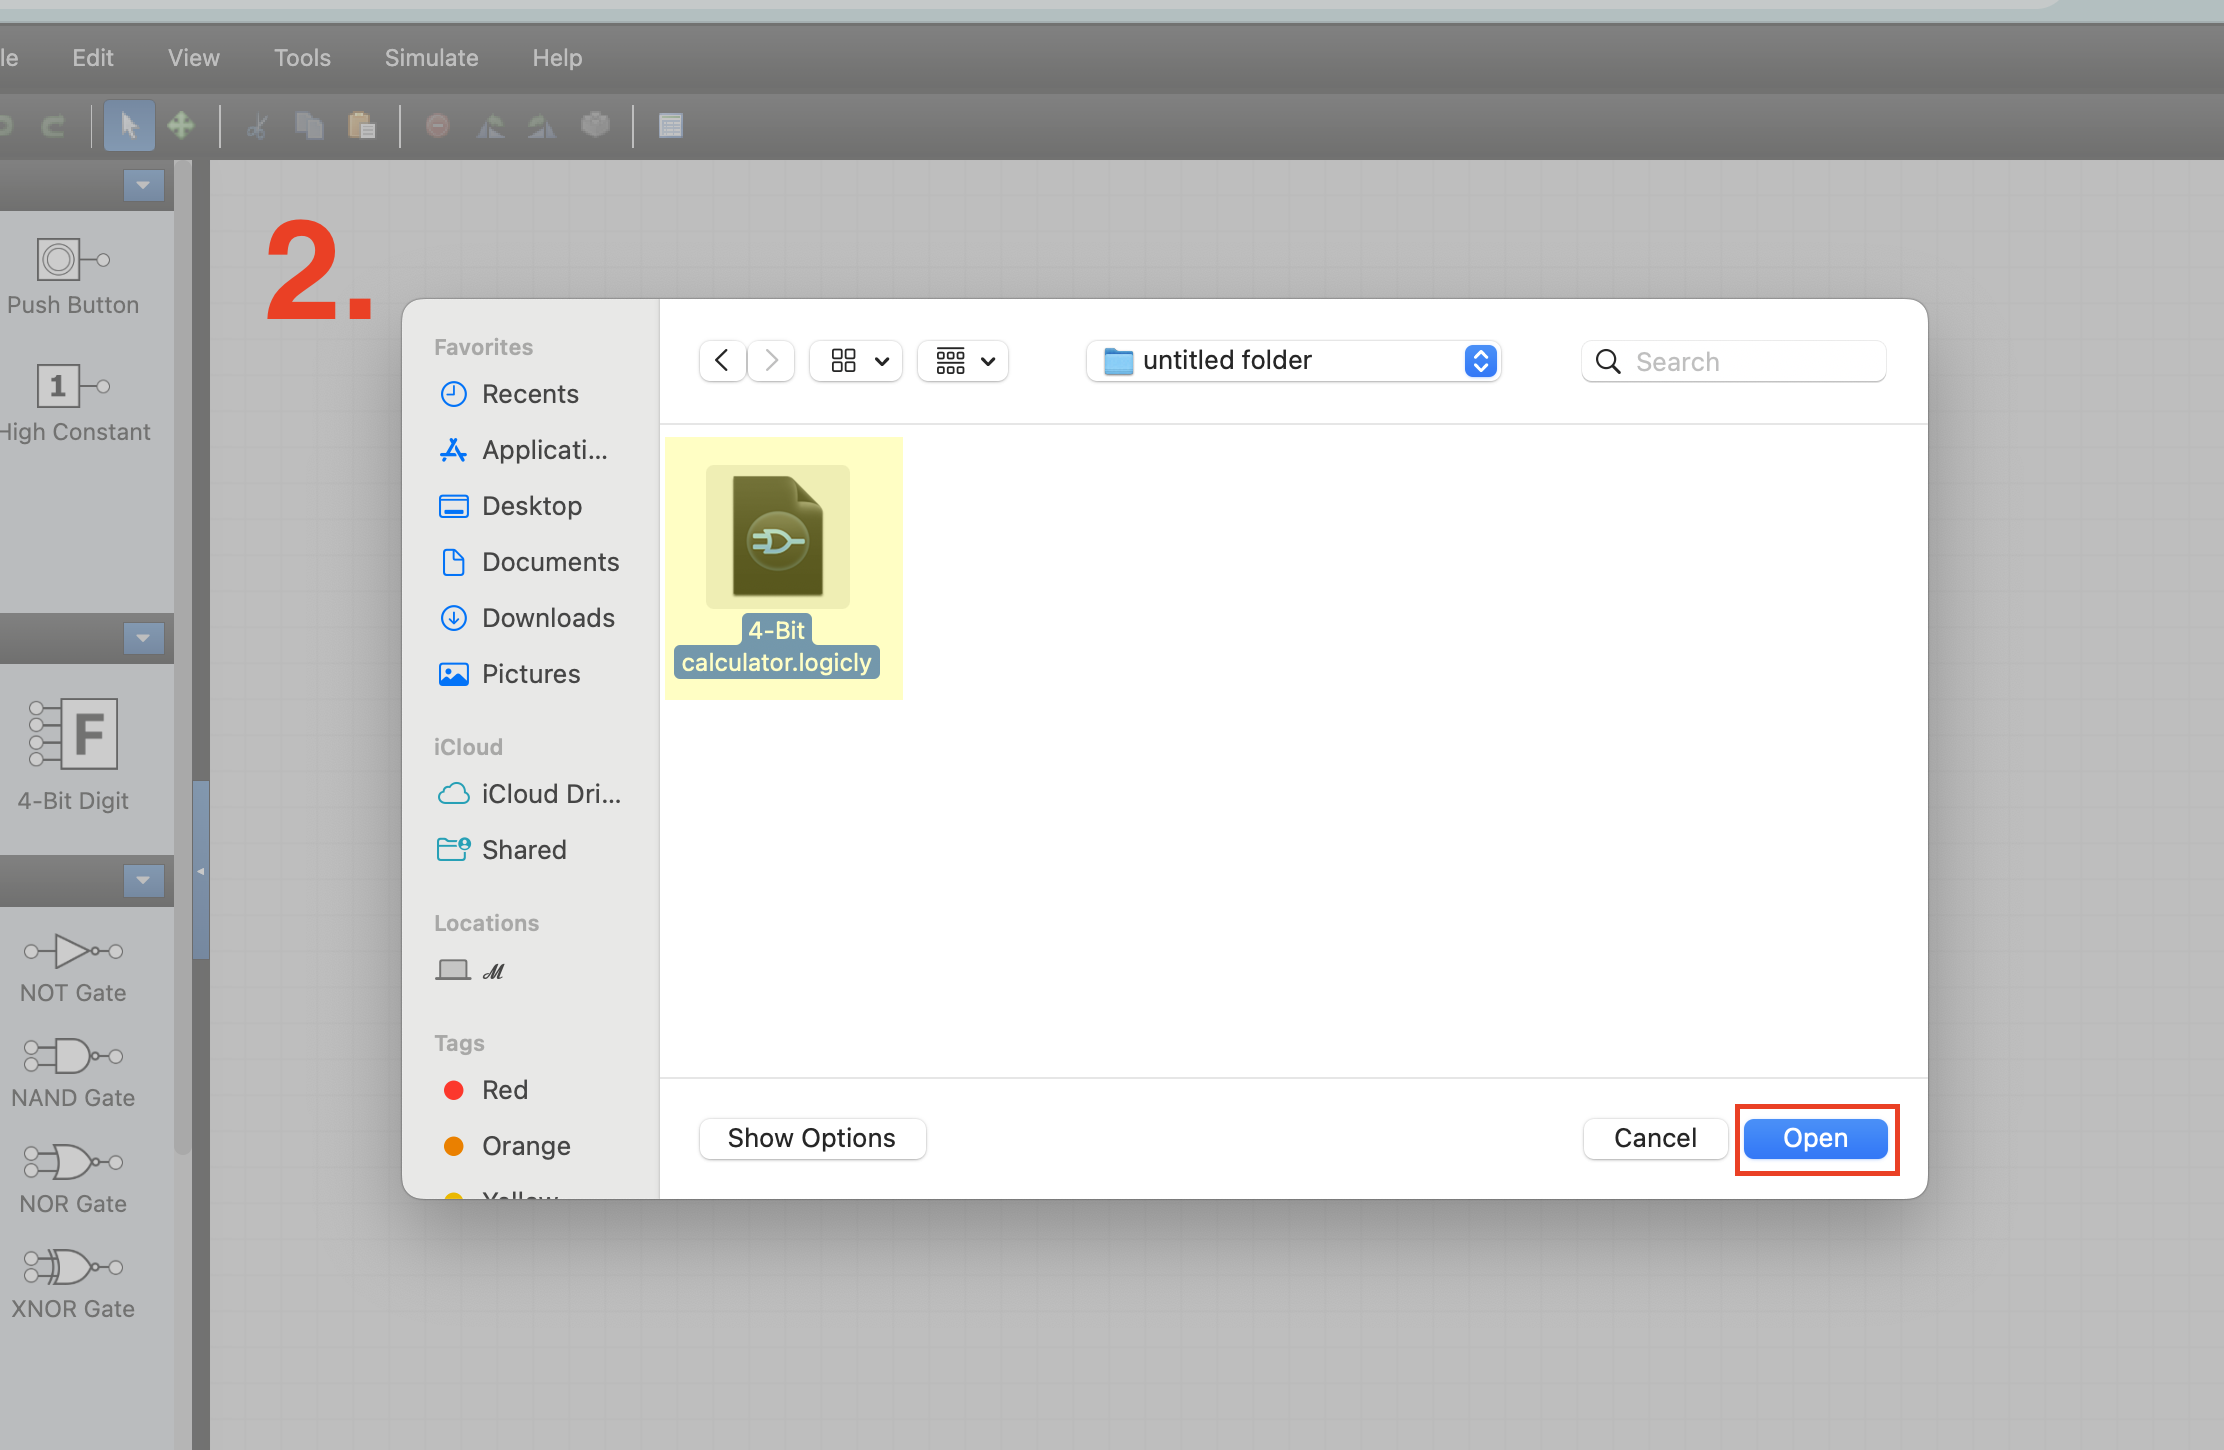 le Edit View Tools Simulate Help
2.
Push Button
1
High Constant
F
4-Bit Digit
NOT Gate
NAND Gate
NOR Gate
XNOR Gate
Favorites
Recents
Applicati...
Desktop
Documents
Downloads
Pictures
iCloud
iCloud Dri...
Shared
Locations
ℳ
Tags
Red
Orange
Yellow
untitled folder
Search
4-Bit
calculator.logicly
Show Options
Cancel
Open